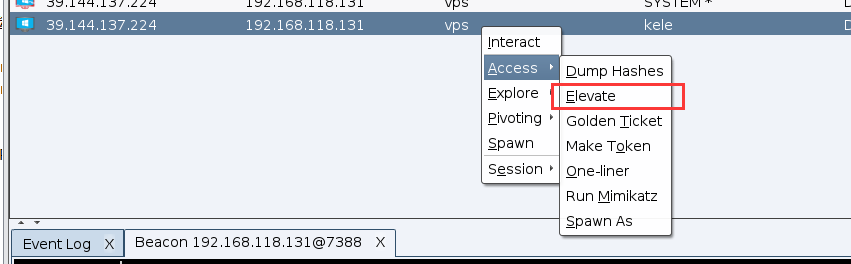 39.144.137.224 192.168.118.131 vps SYSTEM *
39.144.137.224 192.168.118.131 vps kele
Interact
Access
Explore
Pivoting
Spawn
Session
Dump Hashes
Elevate
Golden Ticket
Make Token
One-liner
Run Mimikatz
Spawn As
Event Log X Beacon 192.168.118.131@7388 X